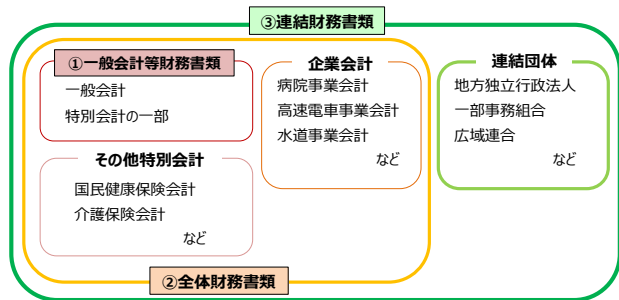 ③連結財務書類
①一般会計等財務書類
一般会計
特別会計の一部
その他特別会計
国民健康保険会計
介護保険会計
など
企業会計
病院事業会計
高速電車事業会計
水道事業会計
など
連結団体
地方独立行政法人
一部事務組合
広域連合
など
②全体財務書類